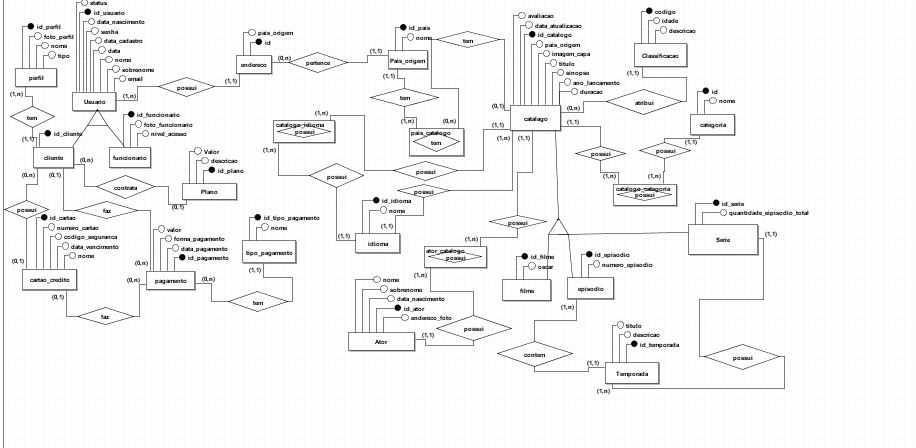 status
id_usuario
data_nascimento
senha
data_cadastro
data
nome
sobrenome
email
Usuario
id_perfil
foto_perfil
nome
tipo
perfil
(1,n)
tem
(1,1)
id_cliente
cliente
(1,n)
possui
(1,1)
pais_origem
id
endereco
(0,n)
pertence
(1,1)
id_pais
nome
Pais_origem
tem
(0,1)
(1,1)
tem
(1,n)
(0,n)
pais_catalogo
tem
avaliacao
data_atualizacao
id_catalogo
pais_origem
imagem_capa
titulo
sinopse
ano_lancamento
duracao
catalago
codigo
idade
descricao
Classificacao
(1,1)
atribui
(0,n)
id
nome
categoria
(1,1)
possui
(1,n)
(1,1)
possui
(1,n)
catalogo_categoria
possui
id_funcionario
foto_funcionario
nivel_acesso
funcionario
catalogo_idioma
possui
(1,n)
(1,n)
possui
(1,1)
possui
(1,1)
possui
(1,n)
(1,1)
id_idioma
nome
(1,1)
(1,1)
idioma
(0,n)
contrata
(0,1)
Valor
descricao
id_plano
Plano
(0,n)
(0,1)
possui
faz
(0,n)
(0,1)
id_cartao
numero_cartao
codigo_seguranca
data_vencimento
nome
cartao_credito
(0,1)
faz
(0,n)
valor
forma_pagamento
data_pagamento
id_pagamento
pagamento
(0,n)
tem
(1,1)
id_tipo_pagamento
nome
tipo_pagamento
possui
(1,n)
ator_catalogo
possui
(1,n)
possui
(1,1)
nome
sobrenome
data_nascimento
id_ator
endereco_foto
Ator
id_filme
oscar
filme
id_episodio
numero_episodio
episodio
(1,n)
contem
(1,1)
id_serie
quantidade_eipisodio_total
Serie
(1,1)
possui
(1,n)
titulo
descricao
id_temporada
Temporada